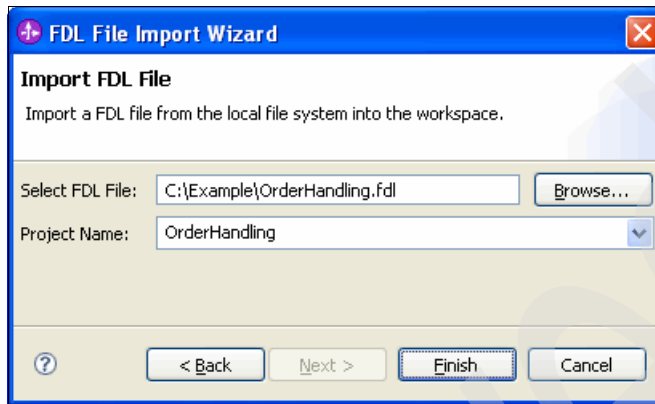 FDL File Import Wizard
Import FDL File
Import a FDL file from the local file system into the workspace.
Select FDL File: C:\Example\OrderHandling.fdl Browse...
Project Name: OrderHandling
? < Back Next > Finish Cancel